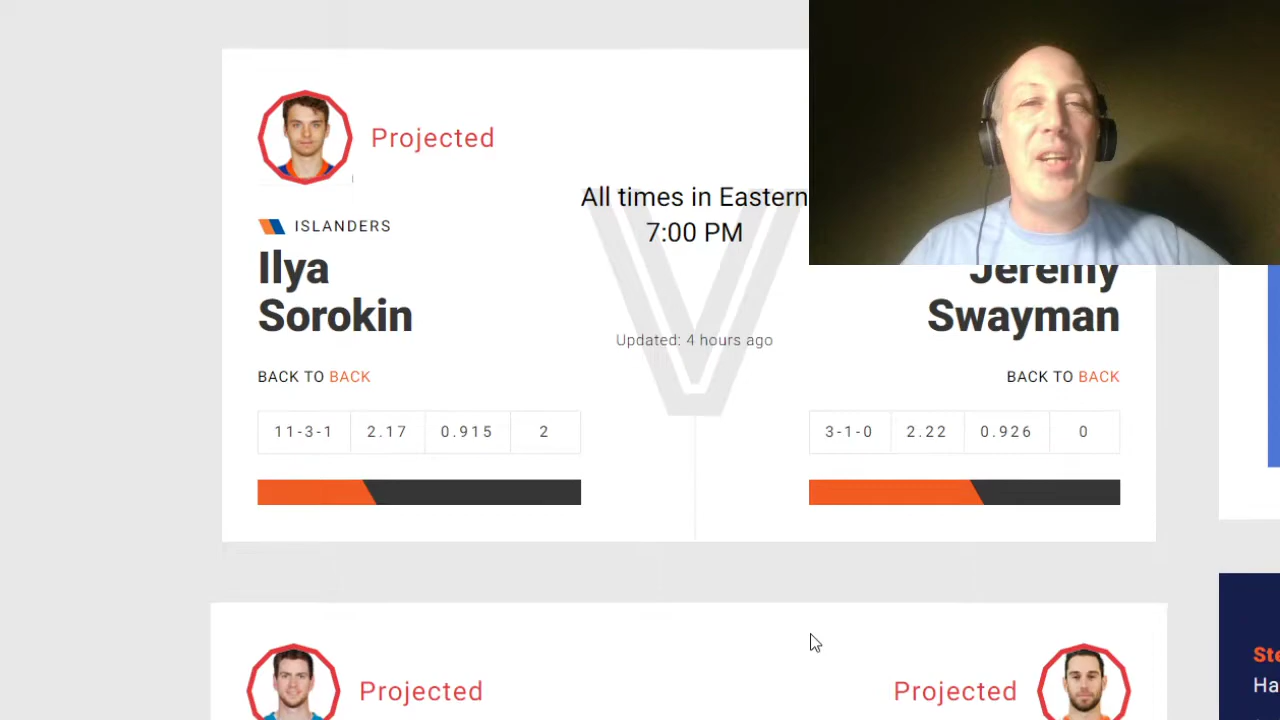 Projected
All times in Eastern
7:00 PM
ISLANDERS
Ilya
Sorokin
Jeremy
Swayman
Updated: 4 hours ago
BACK TO BACK
BACK TO BACK
11-3-1 2.17 0.915 2
3-1-0 2.22 0.926 0
Projected
Projected